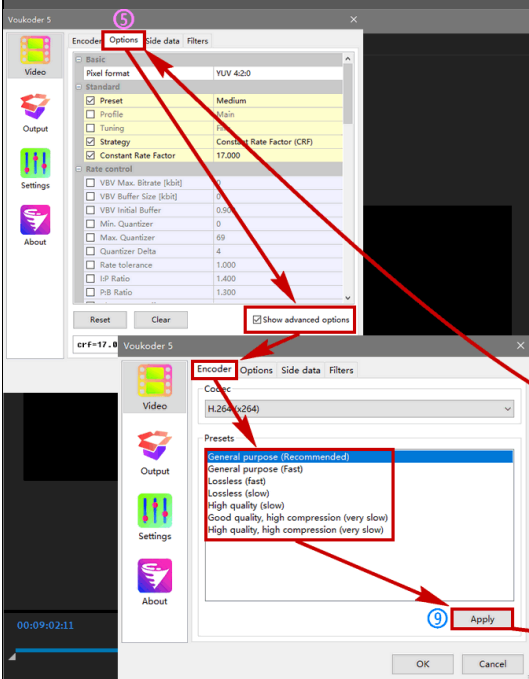 Voukoder 5
⑤
Encoder Options Side data Filters
Video
Output
Settings
About
Basic
Pixel format YUV 4:2:0
Standard
Preset Medium
Profile Main
Tuning
Strategy Constant Rate Factor (CRF)
Constant Rate Factor 17.000
Rate control
VBV Max. Bitrate [kbit] 0
VBV Buffer Size [kbit] 0
VBV Initial Buffer 0.900
Min. Quantizer 0
Max. Quantizer 69
Quantizer Delta 4
Rate tolerance 1.000
I:P Ratio 1.400
P:B Ratio 1.300
Reset Clear Show advanced options
crf=17.0
Voukoder 5
Encoder Options Side data Filters
Video
Output
Settings
About
Codec
H.264 (x264)
Presets
General purpose (Recommended)
General purpose (Fast)
Lossless (fast)
Lossless (slow)
High quality (slow)
Good quality, high compression (very slow)
High quality, high compression (very slow)
⑨ Apply
OK Cancel
00:09:02:11